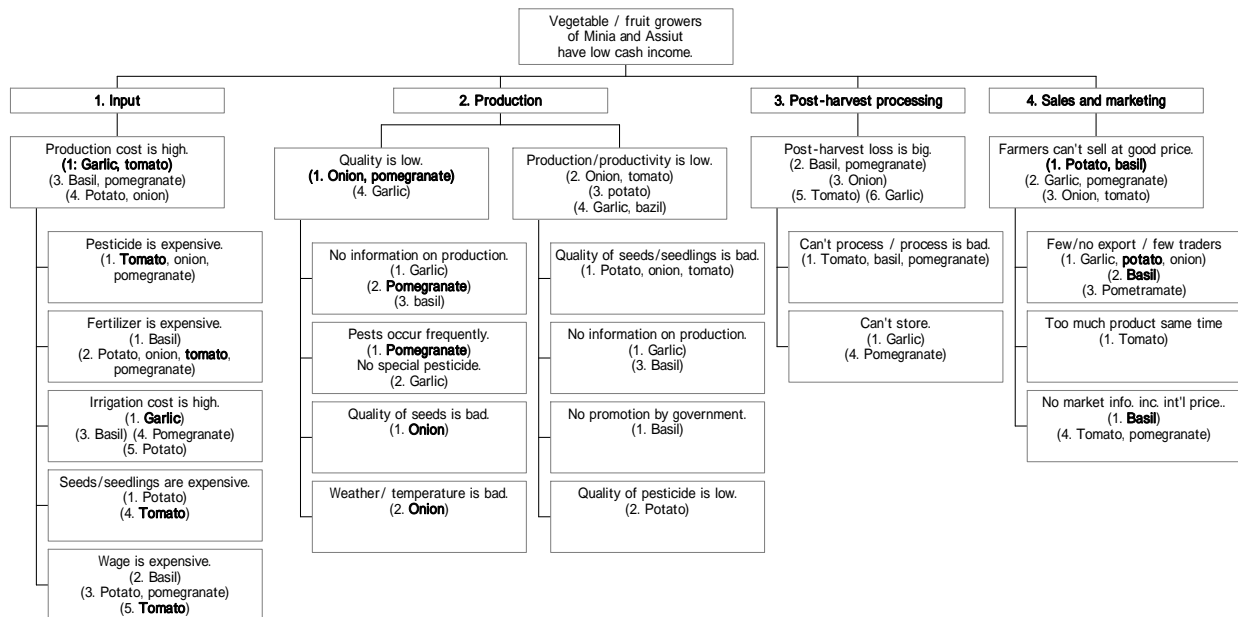 Vegetable / fruit growers
of Minia and Assiut
have low cash income.
1. Input
2. Production
3. Post-harvest processing
4. Sales and marketing
Production cost is high.
(1: Garlic, tomato)
(3. Basil, pomegranate)
(4. Potato, onion)
Quality is low.
(1. Onion, pomegranate)
(4. Garlic)
Production/productivity is low.
(2. Onion, tomato)
(3. potato)
(4. Garlic, bazil)
Post-harvest loss is big.
(2. Basil, pomegranate)
(3. Onion)
(5. Tomato) (6. Garlic)
Farmers can't sell at good price.
(1. Potato, basil)
(2. Garlic, pomegranate)
(3. Onion, tomato)
Pesticide is expensive.
(1. Tomato, onion,
pomegranate)
Fertilizer is expensive.
(1. Basil)
(2. Potato, onion, tomato,
pomegranate)
Irrigation cost is high.
(1. Garlic)
(3. Basil) (4. Pomegranate)
(5. Potato)
Seeds/seedlings are expensive.
(1. Potato)
(4. Tomato)
Wage is expensive.
(2. Basil)
(3. Potato, pomegranate)
(5. Tomato)
No information on production.
(1. Garlic)
(2. Pomegranate)
(3. basil)
Pests occur frequently.
(1. Pomegranate)
No special pesticide.
(2. Garlic)
Quality of seeds is bad.
(1. Onion)
Weather/ temperature is bad.
(2. Onion)
Quality of seeds/seedlings is bad.
(1. Potato, onion, tomato)
No information on production.
(1. Garlic)
(3. Basil)
No promotion by government.
(1. Basil)
Quality of pesticide is low.
(2. Potato)
Can't process / process is bad.
(1. Tomato, basil, pomegranate)
Can't store.
(1. Garlic)
(4. Pomegranate)
Few/no export / few traders
(1. Garlic, potato, onion)
(2. Basil)
(3. Pometramate)
Too much product same time
(1. Tomato)
No market info. inc. int'l price..
(1. Basil)
(4. Tomato, pomegranate)